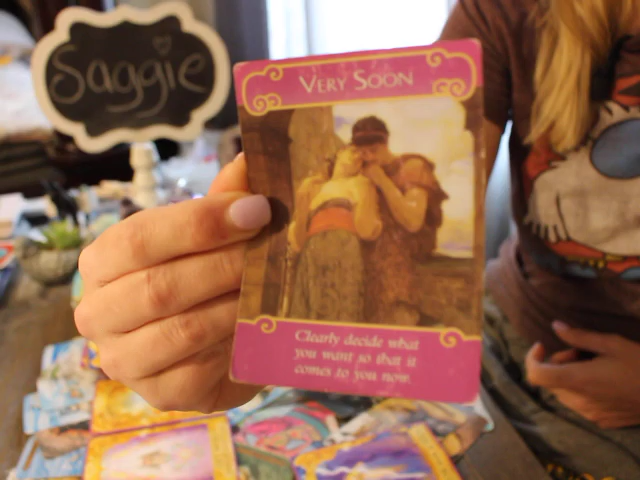 Saggie
VERY SOON
Clearly decide what
you want so that it
comes to you now.